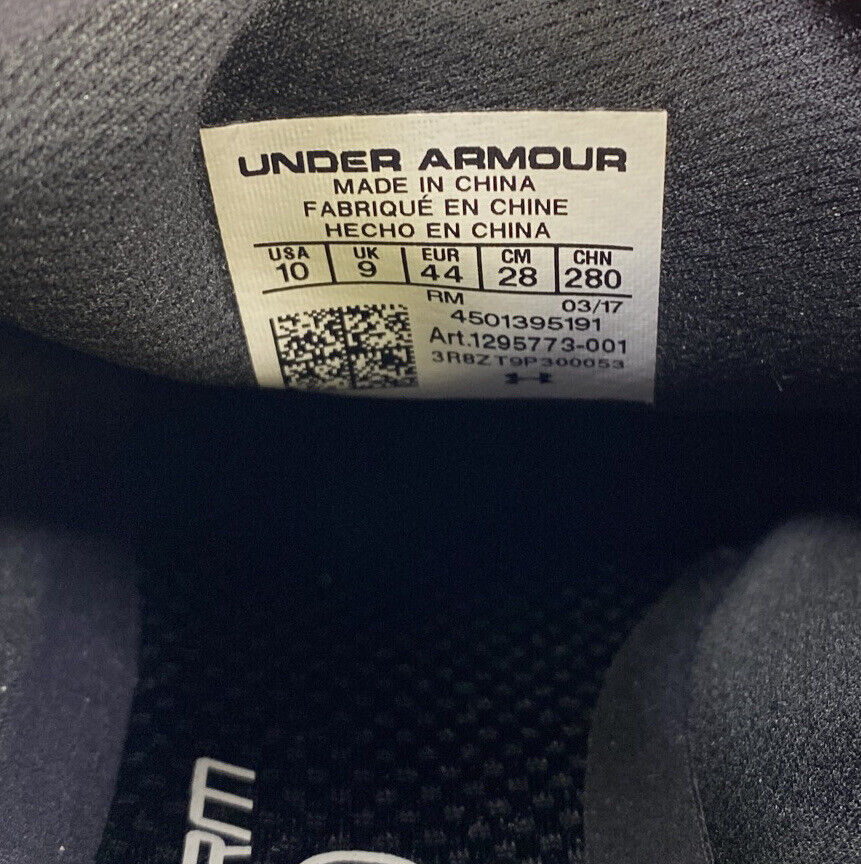 UNDER ARMOUR
MADE IN CHINA
FABRIQUÉ EN CHINE
HECHO EN CHINA
USA UK EUR CM CHN
10 9 44 28 280
RM 03/17
4501395191
Art.1295773-001
3R8ZT9P300053